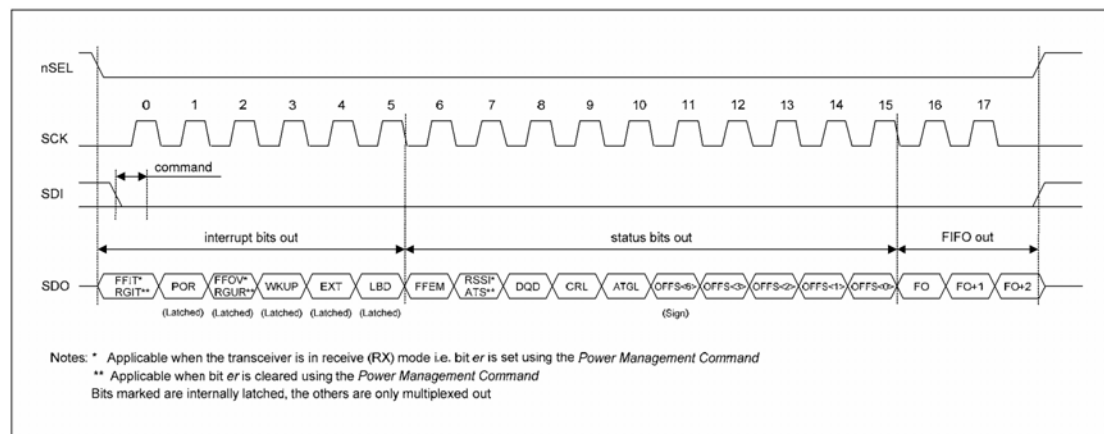 nSEL
0 1 2 3 4 5 6 7 8 9 10 11 12 13 14 15 16 17
SCK
command
SDI
interrupt bits out status bits out FIFO out
SDO
FFIT* RGIT**
POR
FFOV* RGUR**
WKUP
EXT
LBD
FFEM
RSSI* ATS**
DQD
CRL
ATGL
OFFS<6>
OFFS<3>
OFFS<2>
OFFS<1>
OFFS<0>
FO
FO+1
FO+2
(Latched) (Latched) (Latched) (Latched) (Latched) (Sign)
Notes: * Applicable when the transceiver is in receive (RX) mode i.e. bit er is set using the Power Management Command
** Applicable when bit er is cleared using the Power Management Command
Bits marked are internally latched, the others are only multiplexed out